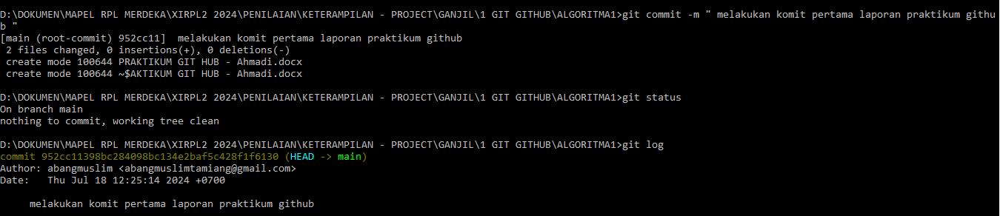 D:\DOKUMEN\MAPEL RPL MERDEKA\XIRPL2 2024\PENILAIAN\KETERAMPILAN - PROJECT\GANJIL\1 GIT GITHUB\ALGORITMA1>git commit -m " melakukan komit pertama laporan praktikum githu
b "
[main (root-commit) 952cc11]  melakukan komit pertama laporan praktikum github
 2 files changed, 0 insertions(+), 0 deletions(-)
 create mode 100644 PRAKTIKUM GIT HUB - Ahmadi.docx
 create mode 100644 ~$AKTIKUM GIT HUB - Ahmadi.docx
D:\DOKUMEN\MAPEL RPL MERDEKA\XIRPL2 2024\PENILAIAN\KETERAMPILAN - PROJECT\GANJIL\1 GIT GITHUB\ALGORITMA1>git status
On branch main
nothing to commit, working tree clean
D:\DOKUMEN\MAPEL RPL MERDEKA\XIRPL2 2024\PENILAIAN\KETERAMPILAN - PROJECT\GANJIL\1 GIT GITHUB\ALGORITMA1>git log
commit 952cc11398bc284098bc134e2baf5c428f1f6130 (HEAD -> main)
Author: abangmuslim <abangmuslimtamiang@gmail.com>
Date:   Thu Jul 18 12:25:14 2024 +0700
     melakukan komit pertama laporan praktikum github